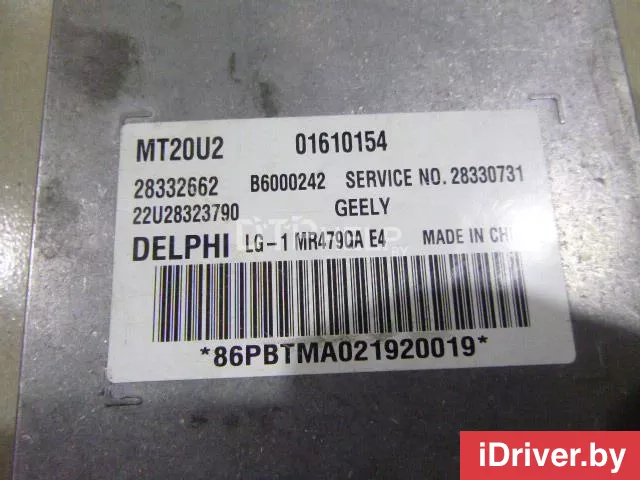 MT20U2 01610154
28332662 B6000242 SERVICE NO. 28330731
22U28323790 GEELY
DELPHI LG-1 MR479QA E4 MADE IN
*86PBTMA021920019*
iDriver.by